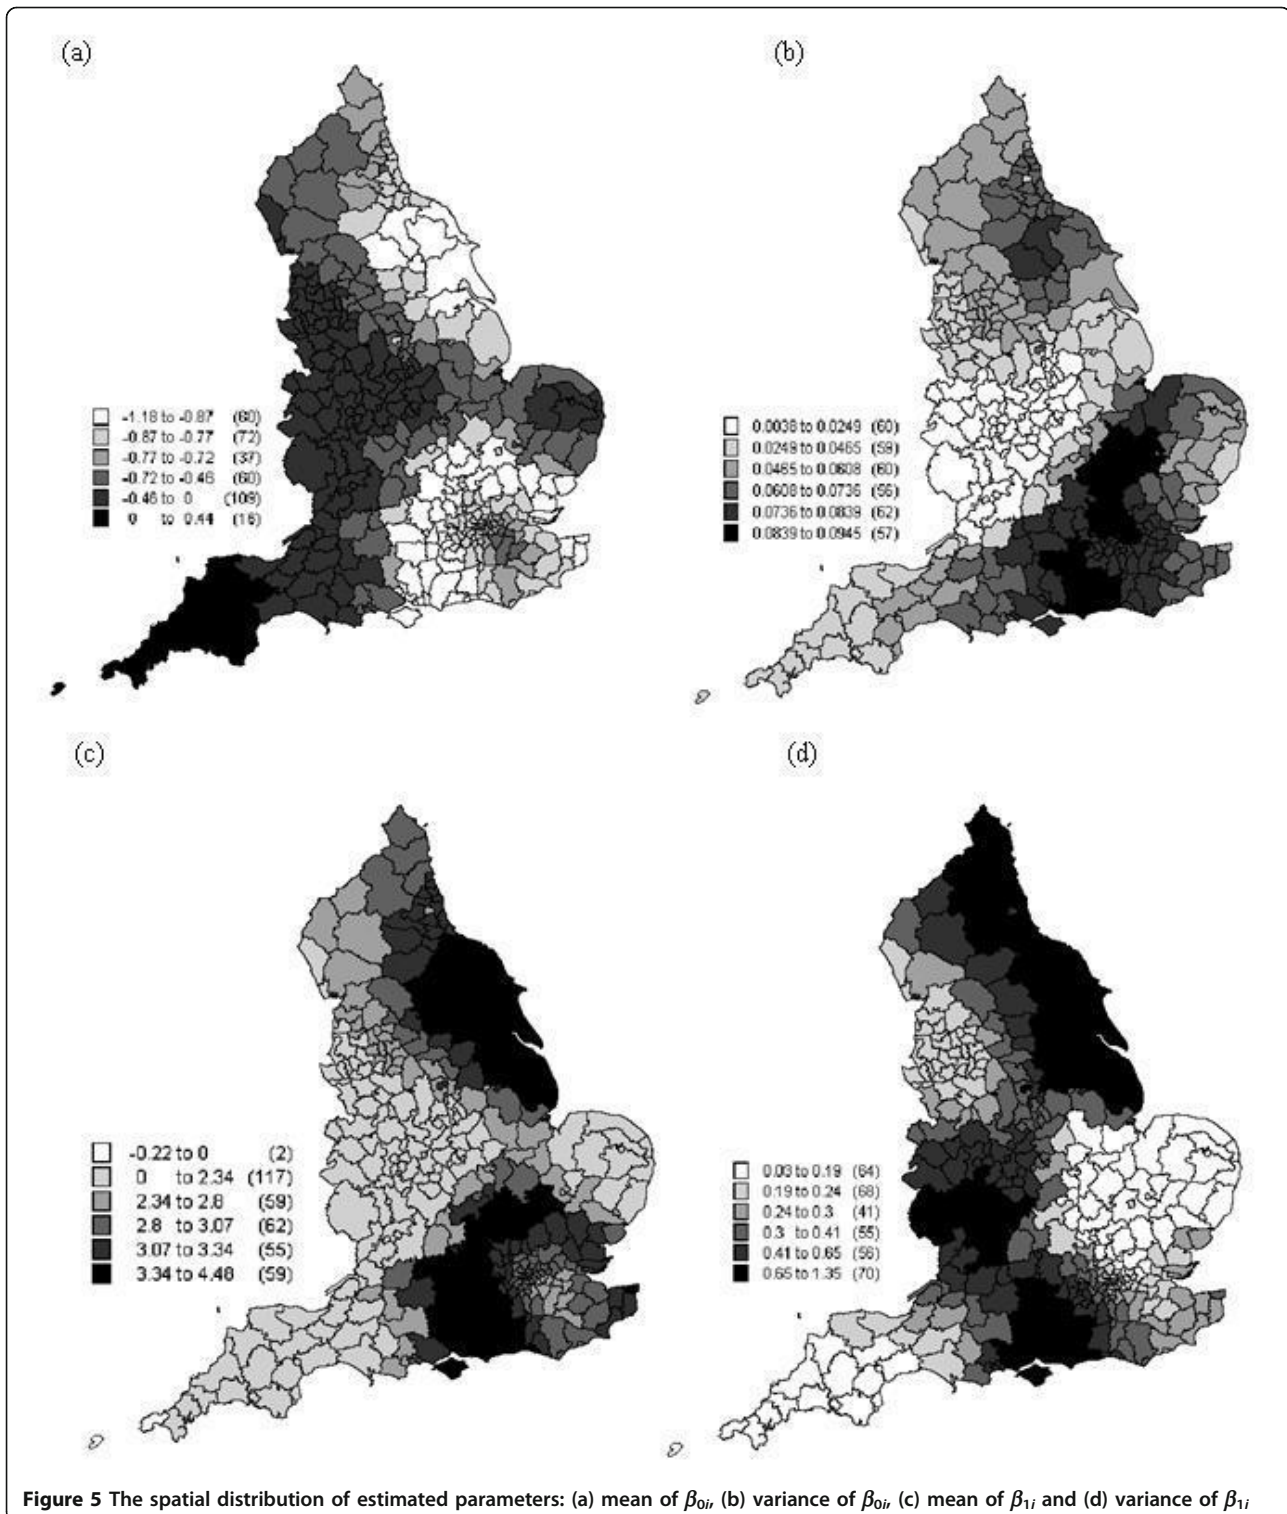 (a)
(b)
-1.18 to -0.87 (60)
-0.87 to -0.77 (72)
-0.77 to -0.72 (37)
-0.72 to -0.46 (60)
-0.46 to 0 (109)
0 to 0.44 (16)
0.0038 to 0.0249 (60)
0.0249 to 0.0465 (59)
0.0465 to 0.0608 (60)
0.0608 to 0.0736 (56)
0.0736 to 0.0839 (62)
0.0839 to 0.0945 (57)
(c)
(d)
-0.22 to 0 (2)
0 to 2.34 (117)
2.34 to 2.8 (59)
2.8 to 3.07 (62)
3.07 to 3.34 (55)
3.34 to 4.48 (59)
0.03 to 0.19 (64)
0.19 to 0.24 (68)
0.24 to 0.3 (41)
0.3 to 0.41 (55)
0.41 to 0.65 (56)
0.65 to 1.35 (70)
Figure 5 The spatial distribution of estimated parameters: (a) mean of β0i, (b) variance of β0i, (c) mean of β1i and (d) variance of β1i